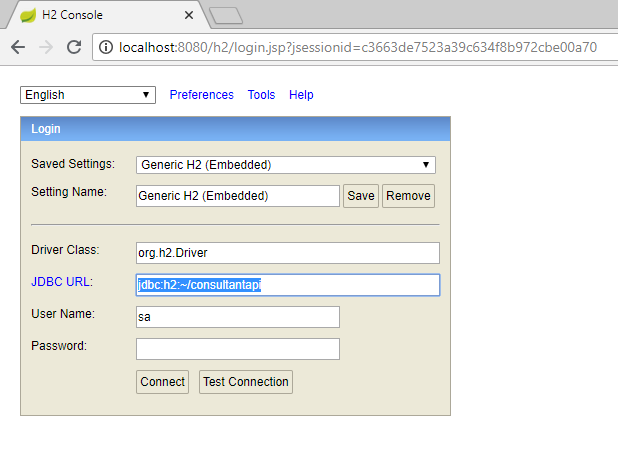 H2 Console
localhost:8080/h2/login.jsp?jsessionid=c3663de7523a39c634f8b972cbe00a70
English Preferences Tools Help
Login
Saved Settings: Generic H2 (Embedded)
Setting Name: Generic H2 (Embedded) Save Remove
Driver Class: org.h2.Driver
JDBC URL: jdbc:h2:~/consultantapi
User Name: sa
Password:
Connect Test Connection